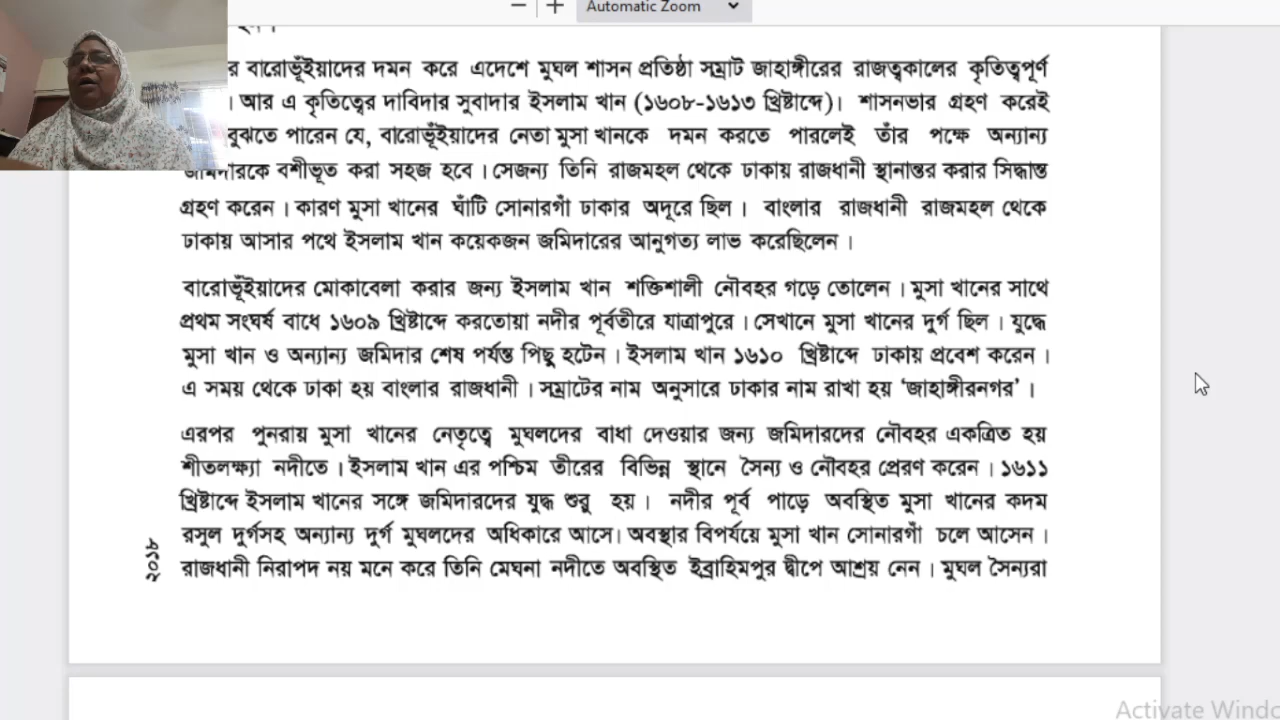 Automatic Zoom
র বারোভূঁইয়াদের দমন করে এদেশে মুঘল শাসন প্রতিষ্ঠা সম্রাট জাহাঙ্গীরের রাজত্বকালের কৃতিত্বপূর্ণ
। আর এ কৃতিত্বের দাবিদার সুবাদার ইসলাম খান (১৬০৮-১৬১৩ খ্রিষ্টাব্দে)। শাসনভার গ্রহণ করেই
বুঝতে পারেন যে, বারোভূঁইয়াদের নেতা মুসা খানকে দমন করতে পারলেই তাঁর পক্ষে অন্যান্য
জমিদারকে বশীভূত করা সহজ হবে। সেজন্য তিনি রাজমহল থেকে ঢাকায় রাজধানী স্থানান্তর করার সিদ্ধান্ত
গ্রহণ করেন। কারণ মুসা খানের ঘাঁটি সোনারগাঁ ঢাকার অদূরে ছিল। বাংলার রাজধানী রাজমহল থেকে
ঢাকায় আসার পথে ইসলাম খান কয়েকজন জমিদারের আনুগত্য লাভ করেছিলেন।
বারোভূঁইয়াদের মোকাবেলা করার জন্য ইসলাম খান শক্তিশালী নৌবহর গড়ে তোলেন। মুসা খানের সাথে
প্রথম সংঘর্ষ বাধে ১৬০৯ খ্রিষ্টাব্দে করতোয়া নদীর পূর্বতীরে যাত্রাপুরে। সেখানে মুসা খানের দুর্গ ছিল। যুদ্ধে
মুসা খান ও অন্যান্য জমিদার শেষ পর্যন্ত পিছু হটেন। ইসলাম খান ১৬১০ খ্রিষ্টাব্দে ঢাকায় প্রবেশ করেন।
এ সময় থেকে ঢাকা হয় বাংলার রাজধানী। সম্রাটের নাম অনুসারে ঢাকার নাম রাখা হয় ‘জাহাঙ্গীরনগর’।
এরপর পুনরায় মুসা খানের নেতৃত্বে মুঘলদের বাধা দেওয়ার জন্য জমিদারদের নৌবহর একত্রিত হয়
শীতলক্ষ্যা নদীতে। ইসলাম খান এর পশ্চিম তীরের বিভিন্ন স্থানে সৈন্য ও নৌবহর প্রেরণ করেন। ১৬১১
খ্রিষ্টাব্দে ইসলাম খানের সঙ্গে জমিদারদের যুদ্ধ শুরু হয়। নদীর পূর্ব পাড়ে অবস্থিত মুসা খানের কদম
রসুল দুর্গসহ অন্যান্য দুর্গ মুঘলদের অধিকারে আসে। অবস্থার বিপর্যয়ে মুসা খান সোনারগাঁ চলে আসেন।
রাজধানী নিরাপদ নয় মনে করে তিনি মেঘনা নদীতে অবস্থিত ইব্রাহিমপুর দ্বীপে আশ্রয় নেন। মুঘল সৈন্যরা
২০১৮
Activate Windo